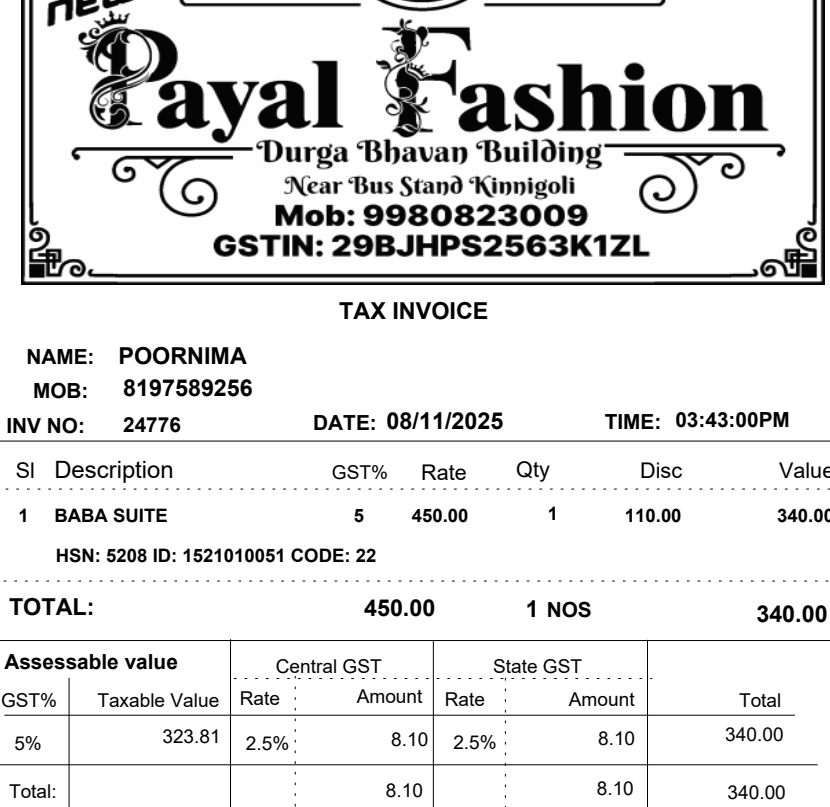 new
Payal Fashion
Durga Bhavan Building
Near Bus Stand Kinnigoli
Mob: 9980823009
GSTIN: 29BJHPS2563K1ZL
TAX INVOICE
NAME: POORNIMA
MOB: 8197589256
INV NO: 24776 DATE: 08/11/2025 TIME: 03:43:00PM
Sl Description GST% Rate Qty Disc Value
1 BABA SUITE 5 450.00 1 110.00 340.00
HSN: 5208 ID: 1521010051 CODE: 22
TOTAL: 450.00 1 NOS 340.00
Assessable value Central GST State GST
GST% Taxable Value Rate Amount Rate Amount Total
5% 323.81 2.5% 8.10 2.5% 8.10 340.00
Total: 8.10 8.10 340.00